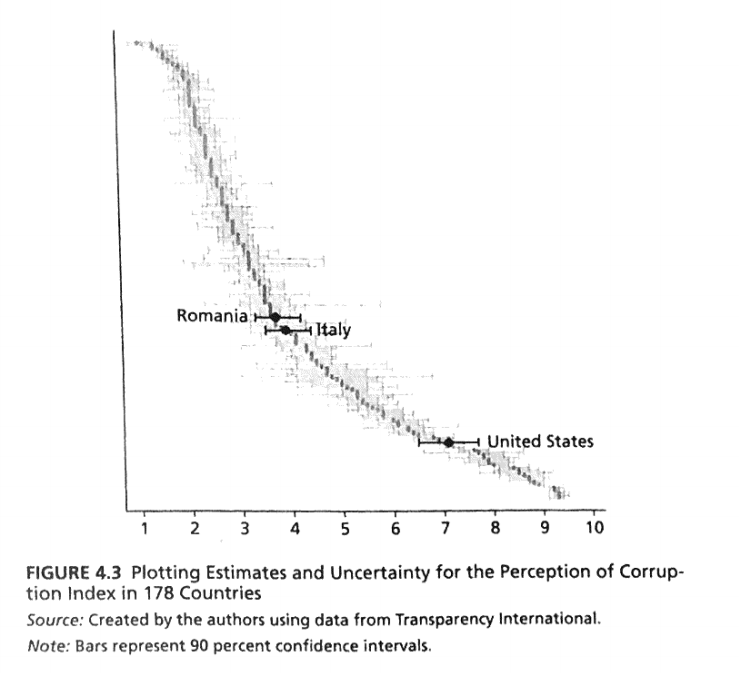 Romania
Italy
United States
1 2 3 4 5 6 7 8 9 10
FIGURE 4.3 Plotting Estimates and Uncertainty for the Perception of Corrup-
tion Index in 178 Countries
Source: Created by the authors using data from Transparency International.
Note: Bars represent 90 percent confidence intervals.